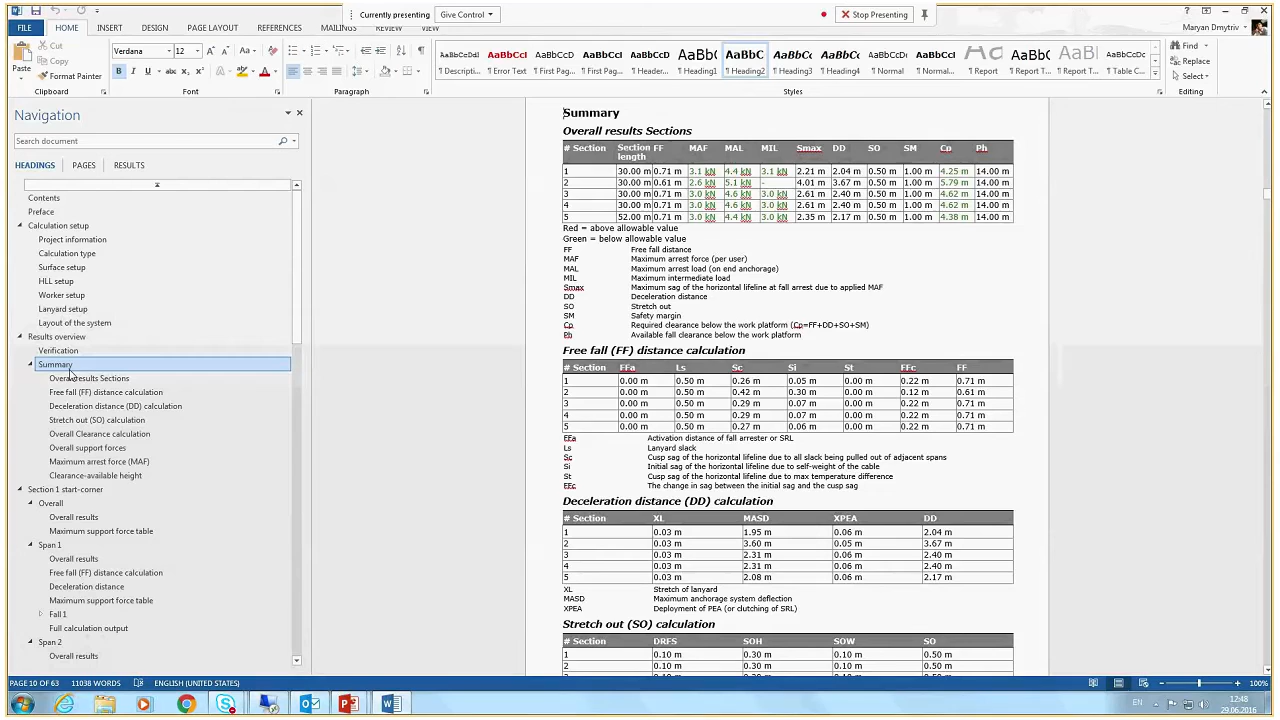 Currently presenting Give Control Stop Presenting
FILE HOME INSERT DESIGN PAGE LAYOUT REFERENCES MAILINGS REVIEW VIEW Maryan Dmytriv
Paste Cut Copy Format Painter Clipboard
Verdana 12 Font
Paragraph
AaBbCcDd AaBbCcI AaBbCcDc AaBbCcI AaBbCcI AaBbC AaBbC AaBbCc AaBbCc AaBbCcDc AaBbCcDc AaBbCc AaBbCcDc
¶ Descripti... ¶ Error Text ¶ First Pag... ¶ First Pag... ¶ Header... ¶ Heading1 ¶ Heading2 ¶ Heading3 ¶ Heading4 ¶ Normal ¶ Normal... ¶ Report ¶ Report T... ¶ Report T... ¶ Table C...
Styles
Find Replace Select Editing
Navigation
Search document
HEADINGS PAGES RESULTS
Contents
Preface
Calculation setup
Project information
Calculation type
Surface setup
HLL setup
Worker setup
Lanyard setup
Layout of the system
Results overview
Verification
Summary
Overall results Sections
Free fall (FF) distance calculation
Deceleration distance (DD) calculation
Stretch out (SO) calculation
Overall Clearance calculation
Overall support forces
Maximum arrest force (MAF)
Clearance-available height
Section 1 start-corner
Overall
Overall results
Maximum support force table
Span 1
Overall results
Free fall (FF) distance calculation
Deceleration distance
Maximum support force table
Fall 1
Full calculation output
Span 2
Overall results
Summary
Overall results Sections
# Section Section length FF MAF MAL MIL Smax DD SO SM Cp Ph
1 30.00 m 0.71 m 3.1 kN 4.4 kN 3.1 kN 2.21 m 2.04 m 0.50 m 1.00 m 4.25 m 14.00 m
2 30.00 m 0.61 m 2.6 kN 5.1 kN - 4.01 m 3.67 m 0.50 m 1.00 m 5.79 m 14.00 m
3 30.00 m 0.71 m 3.0 kN 4.6 kN 3.0 kN 2.61 m 2.40 m 0.50 m 1.00 m 4.62 m 14.00 m
4 30.00 m 0.71 m 3.0 kN 4.6 kN 3.0 kN 2.61 m 2.40 m 0.50 m 1.00 m 4.62 m 14.00 m
5 52.00 m 0.71 m 3.0 kN 4.4 kN 3.0 kN 2.35 m 2.17 m 0.50 m 1.00 m 4.38 m 14.00 m
Red = above allowable value
Green = below allowable value
FF Free fall distance
MAF Maximum arrest force (per user)
MAL Maximum arrest load (on end anchorage)
MIL Maximum intermediate load
Smax Maximum sag of the horizontal lifeline at fall arrest due to applied MAF
DD Deceleration distance
SO Stretch out
SM Safety margin
Cp Required clearance below the work platform (Cp=FF+DD+SO+SM)
Ph Available fall clearance below the work platform
Free fall (FF) distance calculation
# Section FFa Ls Sc Si St FFc FF
1 0.00 m 0.50 m 0.26 m 0.05 m 0.00 m 0.22 m 0.71 m
2 0.00 m 0.50 m 0.42 m 0.30 m 0.00 m 0.12 m 0.61 m
3 0.00 m 0.50 m 0.29 m 0.07 m 0.00 m 0.22 m 0.71 m
4 0.00 m 0.50 m 0.29 m 0.07 m 0.00 m 0.22 m 0.71 m
5 0.00 m 0.50 m 0.27 m 0.06 m 0.00 m 0.22 m 0.71 m
FFa Activation distance of fall arrester or SRL
Ls Lanyard slack
Sc Cusp sag of the horizontal lifeline due to all slack being pulled out of adjacent spans
Si Initial sag of the horizontal lifeline due to self-weight of the cable
St Cusp sag of the horizontal lifeline due to max temperature difference
FFc The change in sag between the initial sag and the cusp sag
Deceleration distance (DD) calculation
# Section XL MASD XPEA DD
1 0.03 m 1.95 m 0.06 m 2.04 m
2 0.03 m 3.60 m 0.05 m 3.67 m
3 0.03 m 2.31 m 0.06 m 2.40 m
4 0.03 m 2.31 m 0.06 m 2.40 m
5 0.03 m 2.08 m 0.06 m 2.17 m
XL Stretch of lanyard
MASD Maximum anchorage system deflection
XPEA Deployment of PEA (or clutching of SRL)
Stretch out (SO) calculation
# Section DRFS SOH SOW SO
1 0.10 m 0.30 m 0.10 m 0.50 m
2 0.10 m 0.30 m 0.10 m 0.50 m
PAGE 10 OF 63 11038 WORDS ENGLISH (UNITED STATES) 100%
EN 12:48
29.06.2016